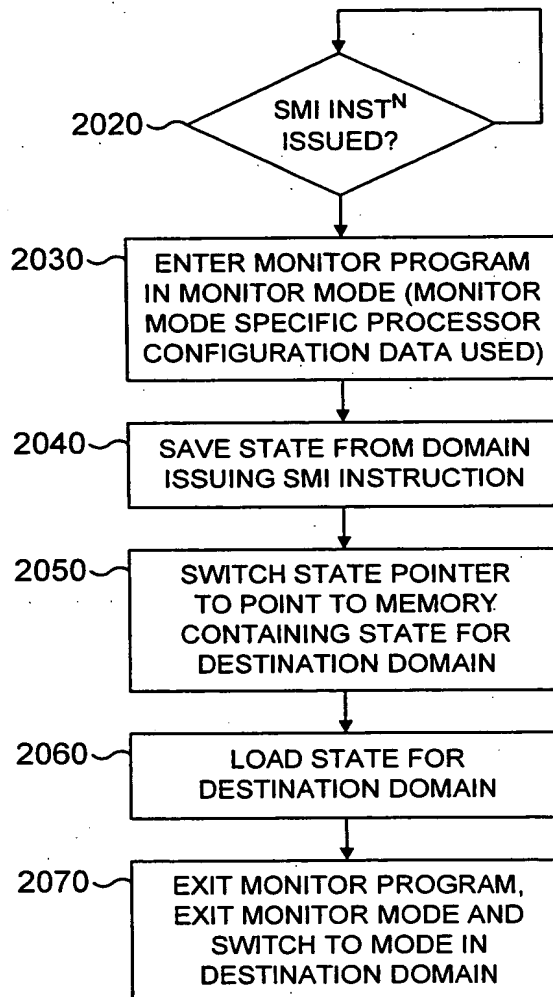 2020
SMI INSTᴺ
ISSUED?
2030
ENTER MONITOR PROGRAM
IN MONITOR MODE (MONITOR
MODE SPECIFIC PROCESSOR
CONFIGURATION DATA USED)
2040
SAVE STATE FROM DOMAIN
ISSUING SMI INSTRUCTION
2050
SWITCH STATE POINTER
TO POINT TO MEMORY
CONTAINING STATE FOR
DESTINATION DOMAIN
2060
LOAD STATE FOR
DESTINATION DOMAIN
2070
EXIT MONITOR PROGRAM,
EXIT MONITOR MODE AND
SWITCH TO MODE IN
DESTINATION DOMAIN